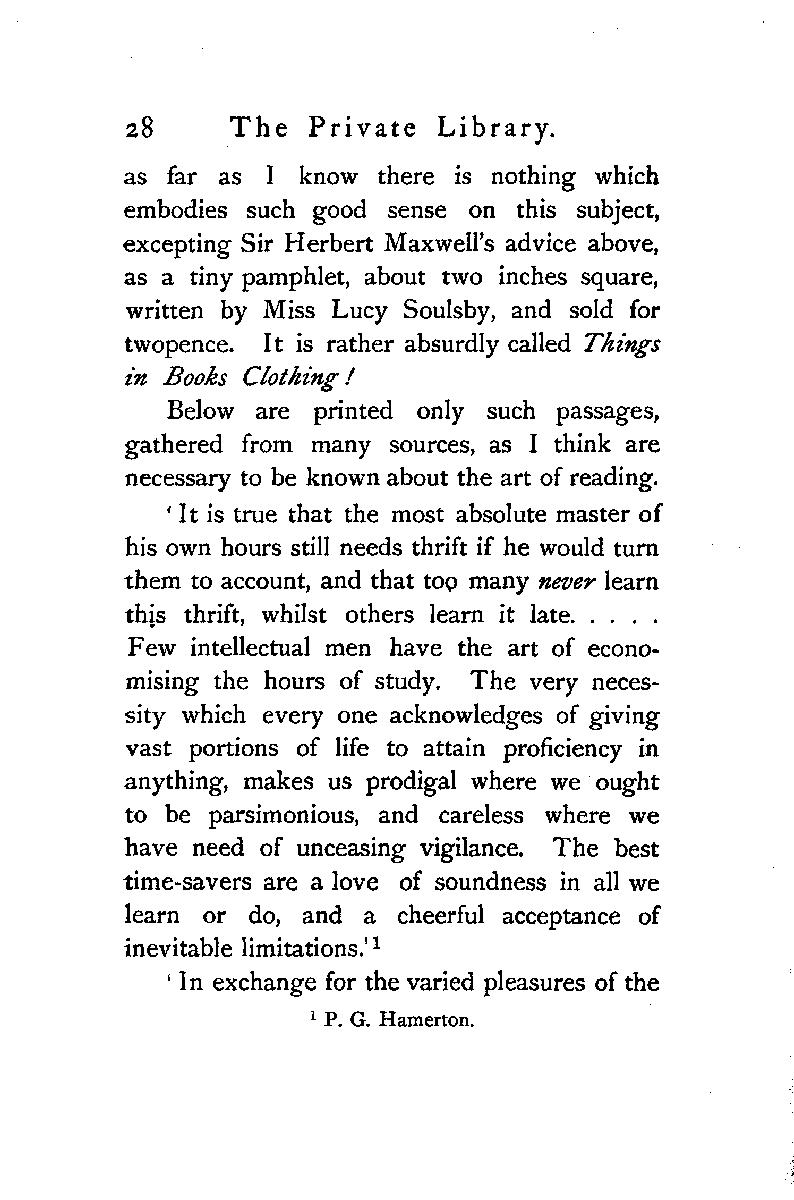 28 The Private Library.
as far as I know there is nothing which
embodies such good sense on this subject,
excepting Sir Herbert Maxwell's advice above,
as a tiny pamphlet, about two inches square,
written by Miss Lucy Soulsby, and sold for
twopence. It is rather absurdly called Things
in Books Clothing!
Below are printed only such passages,
gathered from many sources, as I think are
necessary to be known about the art of reading.
‘It is true that the most absolute master of
his own hours still needs thrift if he would turn
them to account, and that too many never learn
this thrift, whilst others learn it late. . . . . .
Few intellectual men have the art of econo-
mising the hours of study. The very neces-
sity which every one acknowledges of giving
vast portions of life to attain proficiency in
anything, makes us prodigal where we ought
to be parsimonious, and careless where we
have need of unceasing vigilance. The best
time-savers are a love of soundness in all we
learn or do, and a cheerful acceptance of
inevitable limitations.’¹
‘In exchange for the varied pleasures of the
¹ P. G. Hamerton.